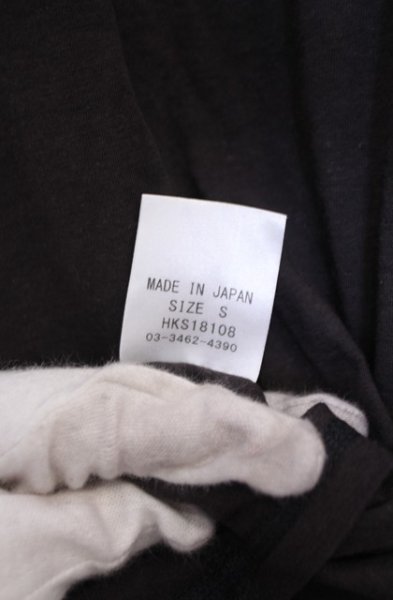 MADE IN JAPAN
SIZE S
HKS18108
03-3462-4390